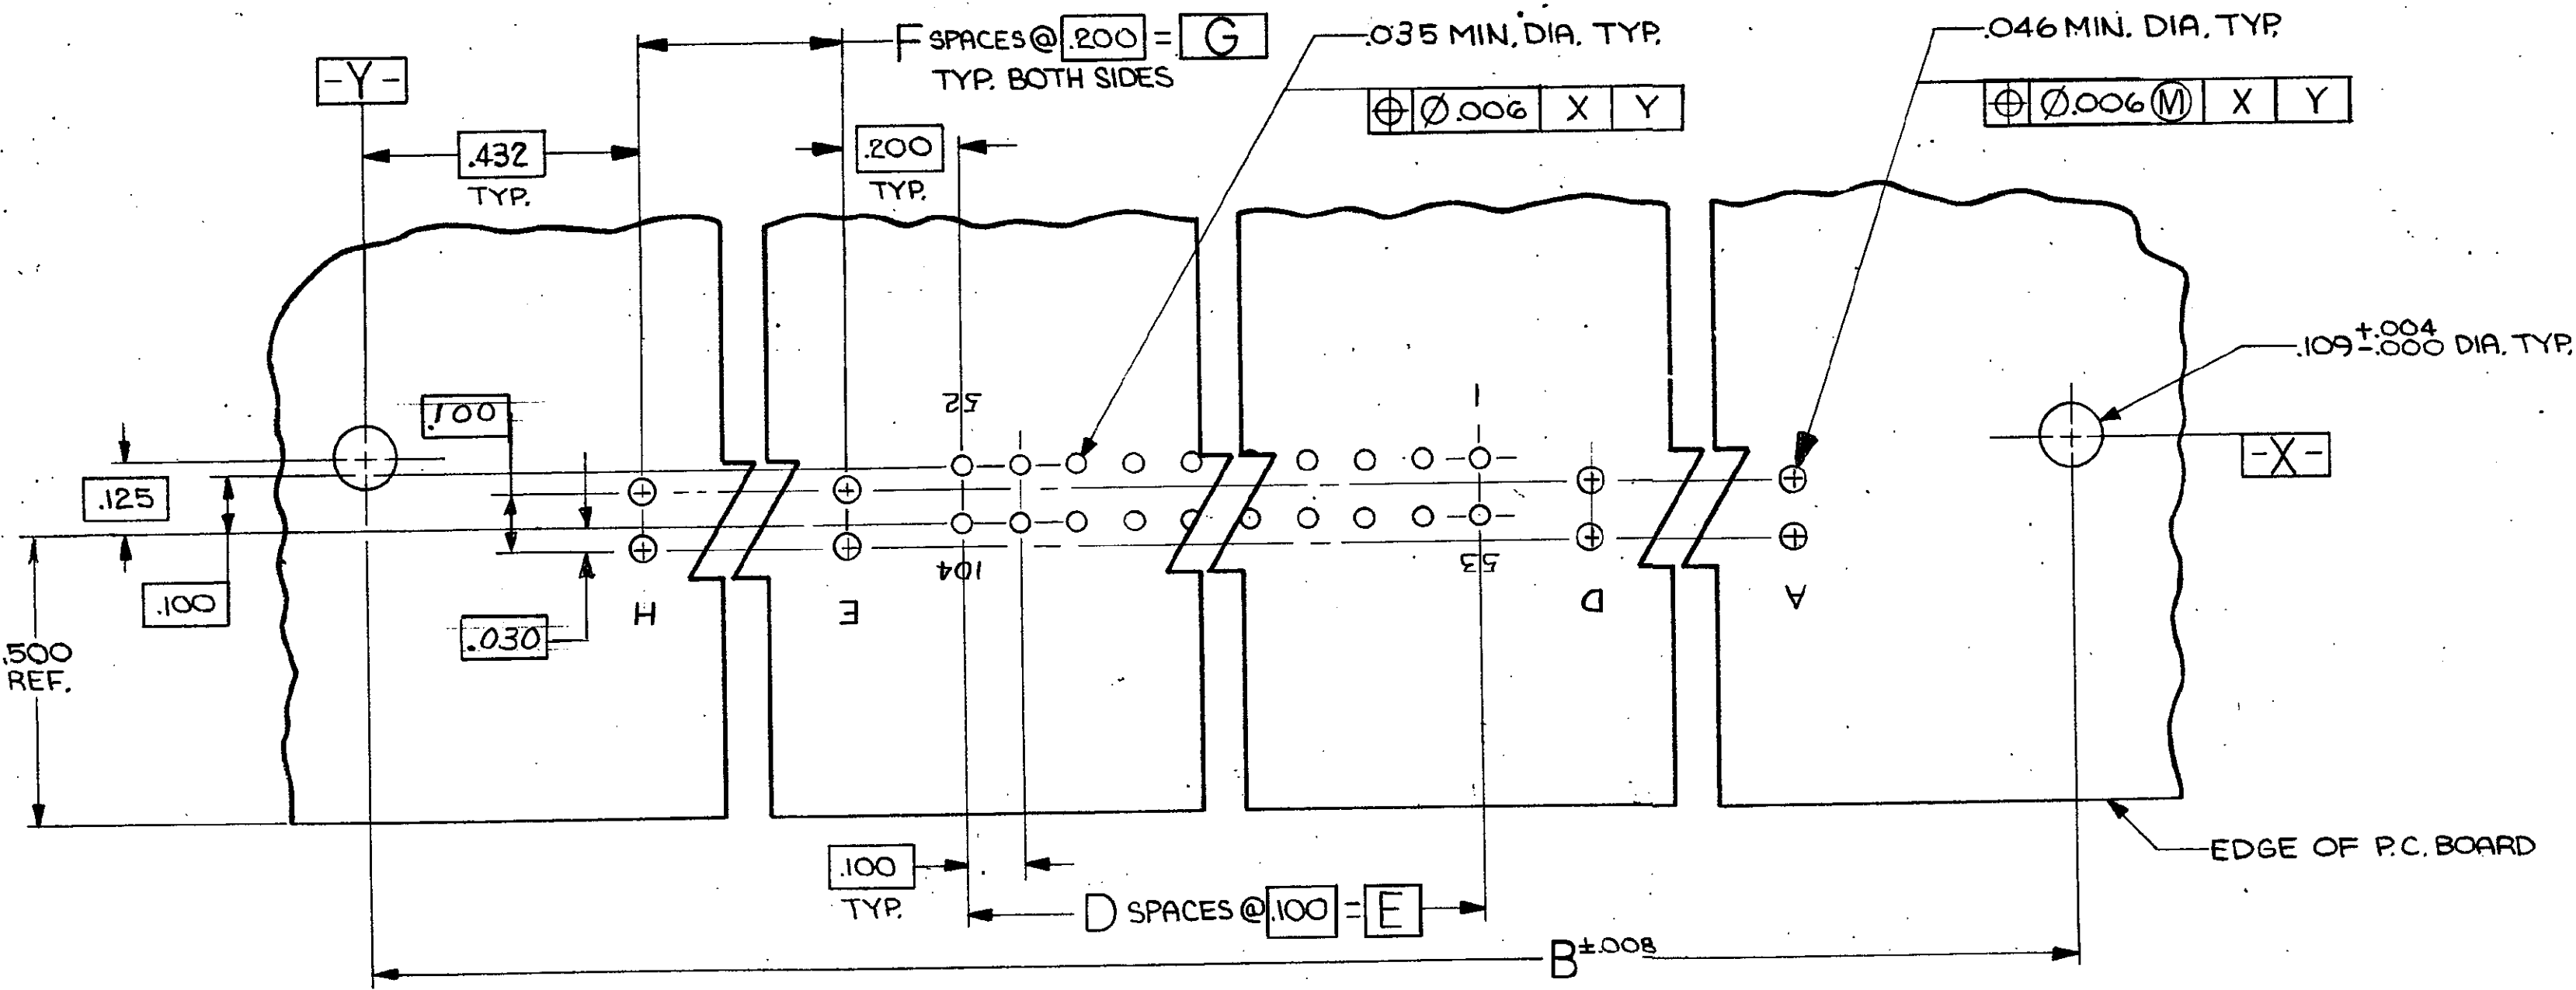 F SPACES @ .200 = G
TYP. BOTH SIDES
.035 MIN. DIA. TYP.
⌖ Ø.006 X Y
.046 MIN. DIA. TYP.
⌖ Ø.006 Ⓜ X Y
-Y-
.432
TYP.
.200
TYP.
.109 +.004 -.000 DIA. TYP.
-X-
.100
52
1
.125
.100
104
53
H
E
D
A
.030
.500
REF.
EDGE OF P.C. BOARD
.100
TYP.
D SPACES @ .100 = E
B±.008